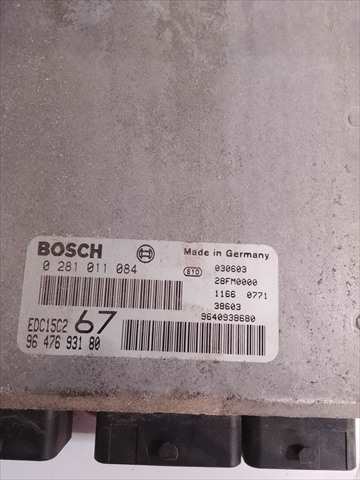 BOSCH
Made in Germany
0 281 011 084
E10
030603
28FM0000
1166 0771
38603
EDC15C2 67
9640938680
96 476 931 80